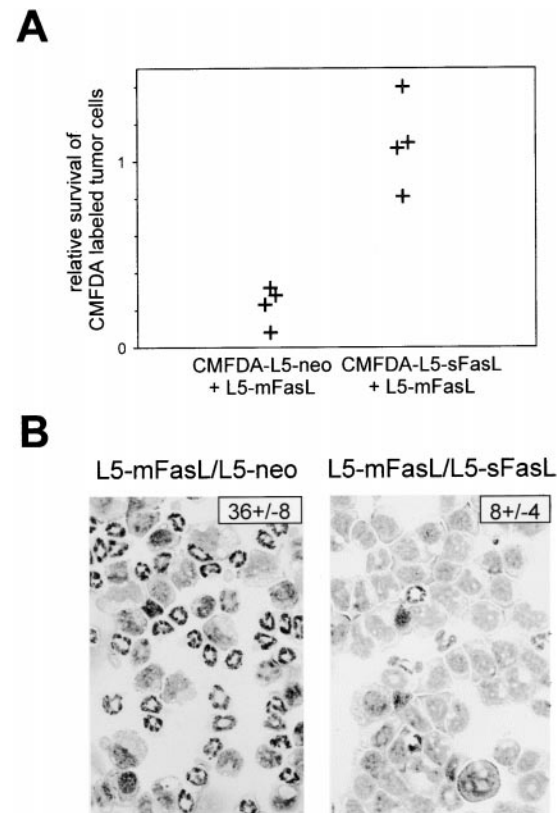 A
relative survival of
CMFDA labeled tumor cells
1
0
CMFDA-L5-neo
+ L5-mFasL
CMFDA-L5-sFasL
+ L5-mFasL
B
L5-mFasL/L5-neo
L5-mFasL/L5-sFasL
36+/-8
8+/-4